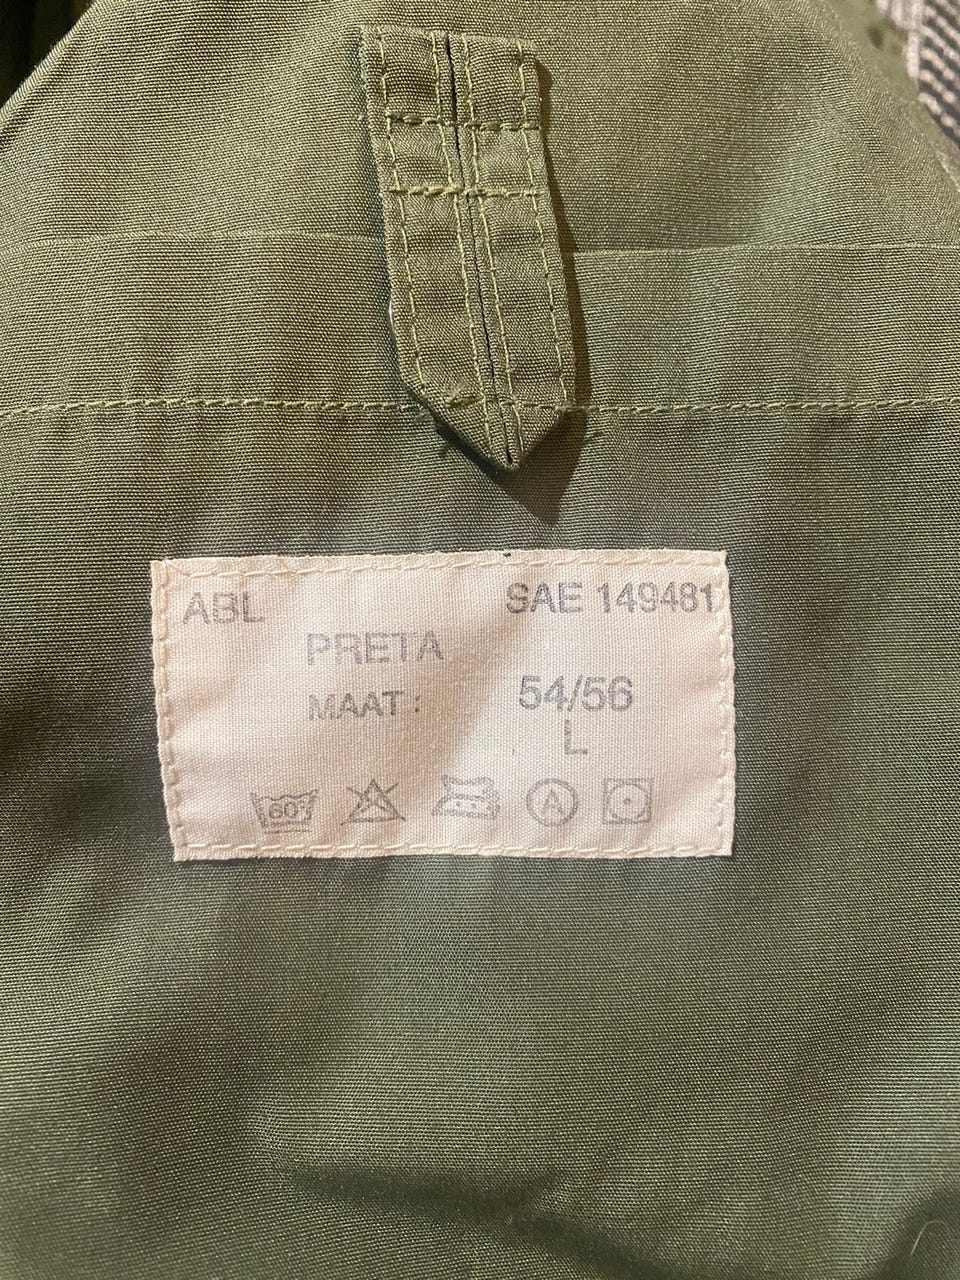 ABL SAE 149481
PRETA
MAAT : 54/56
L
60°
A